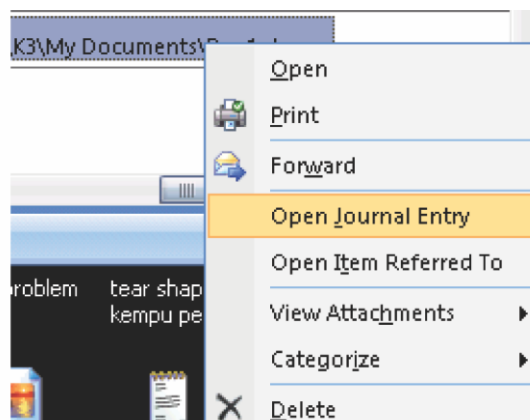 \K3\My Documents\
Open
Print
Forward
Open Journal Entry
Open Item Referred To
View Attachments
Categorize
Delete
roblem
tear shap
kempu pe